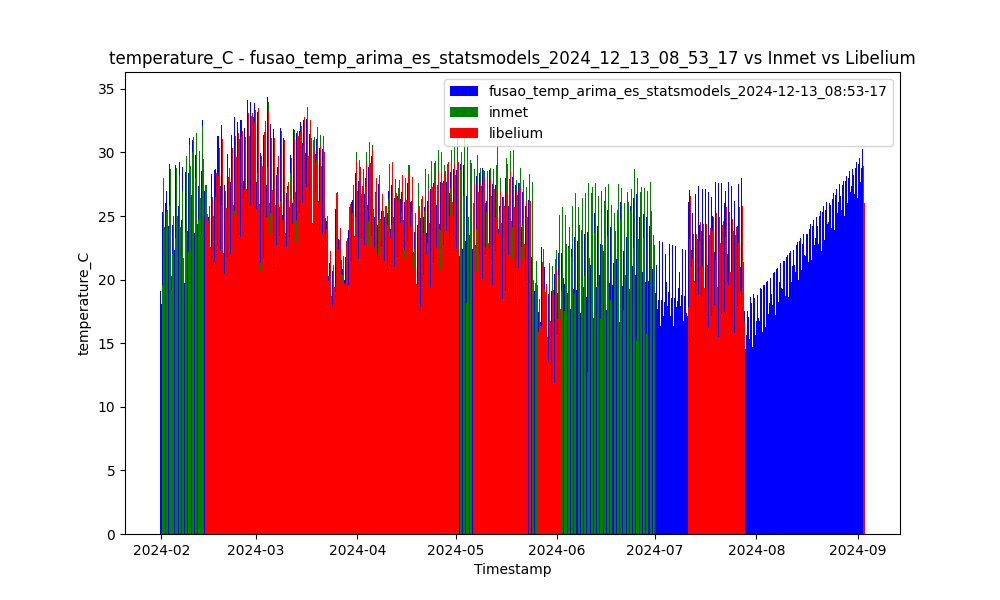 temperature_C - fusao_temp_arima_es_statsmodels_2024_12_13_08_53_17 vs Inmet vs Libelium
fusao_temp_arima_es_statsmodels_2024-12-13_08:53-17
inmet
libelium
temperature_C
35
30
25
20
15
10
5
0
2024-02 2024-03 2024-04 2024-05 2024-06 2024-07 2024-08 2024-09
Timestamp